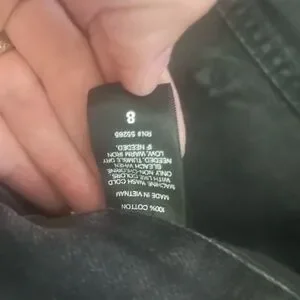 100% COTTON
MADE IN VIETNAM
MACHINE WASH COLD
WITH LIKE COLORS
ONLY NON-CHLORINE
BLEACH WHEN
NEEDED, TUMBLE DRY
LOW, WARM IRON
IF NEEDED.
RN# 55285
8